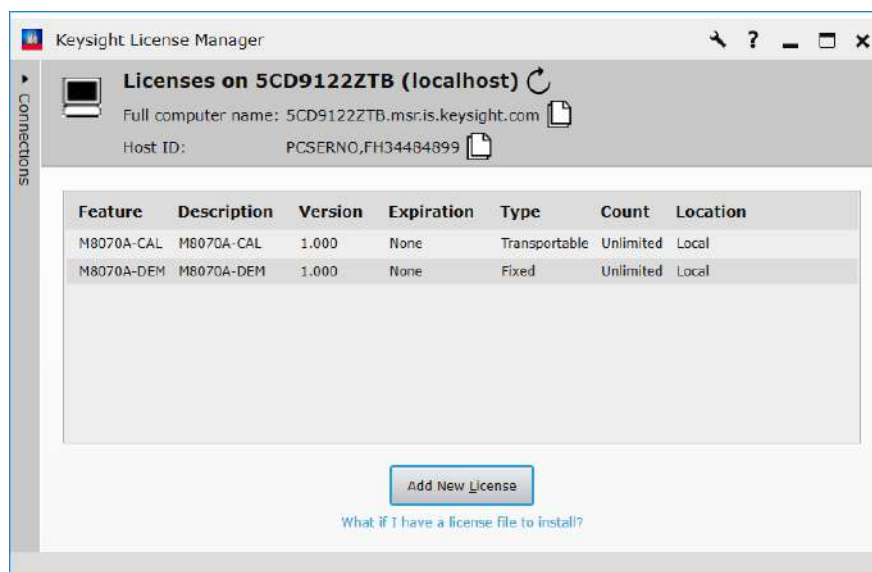 Keysight License Manager
?
Connections
Licenses on 5CD9122ZTB (localhost)
Full computer name: 5CD9122ZTB.msr.is.keysight.com
Host ID: PCSERNO,FH34484899
Feature Description Version Expiration Type Count Location
M8070A-CAL M8070A-CAL 1.000 None Transportable Unlimited Local
M8070A-DEM M8070A-DEM 1.000 None Fixed Unlimited Local
Add New License
What if I have a license file to install?